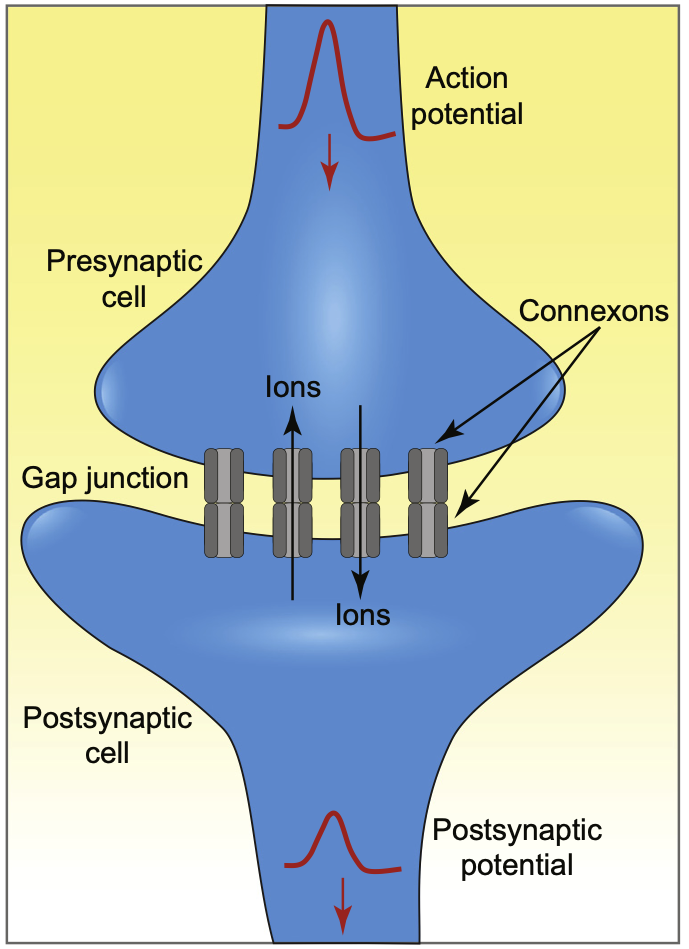 Action
potential
Presynaptic
cell
Connexons
Ions
Gap junction
Ions
Postsynaptic
cell
Postsynaptic
potential